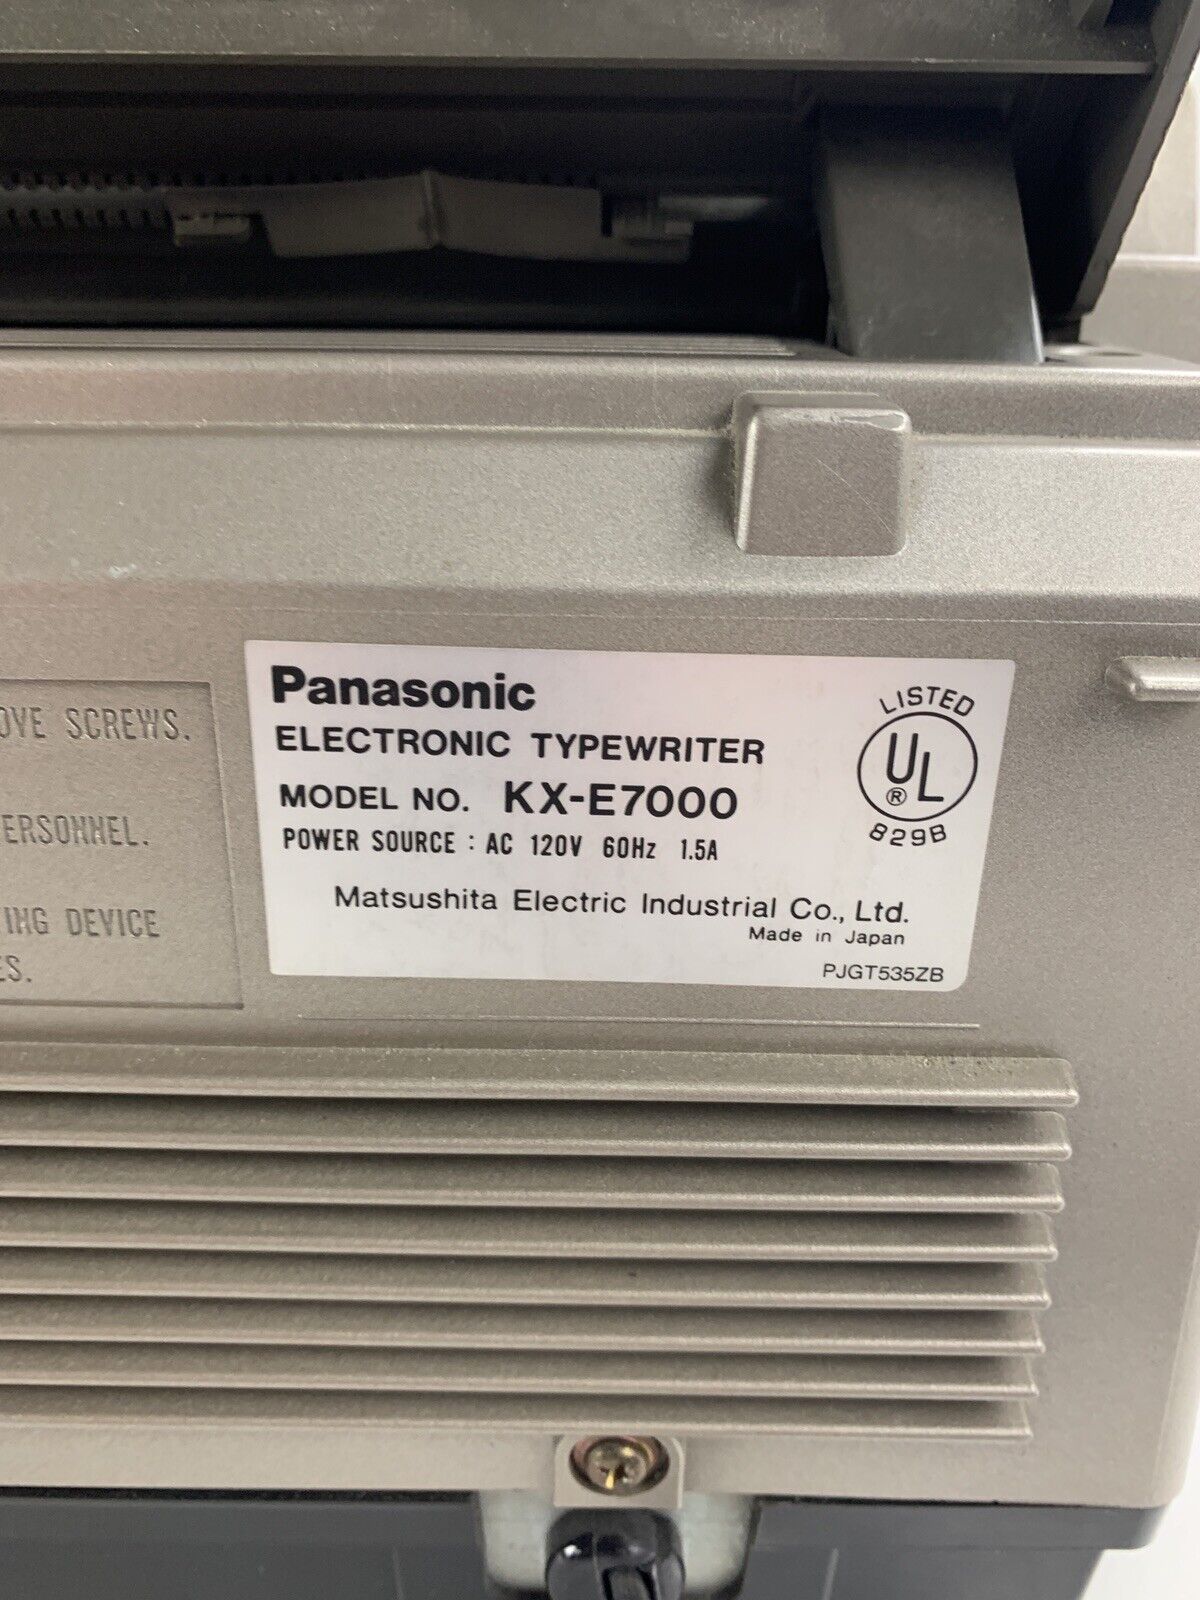 OVE SCREWS.
ERSONNEL.
ING DEVICE
ES.
Panasonic
ELECTRONIC TYPEWRITER
MODEL NO. KX-E7000
POWER SOURCE : AC 120V 60Hz 1.5A
Matsushita Electric Industrial Co., Ltd.
Made in Japan
PJGT535ZB
LISTED
UL ®
829B